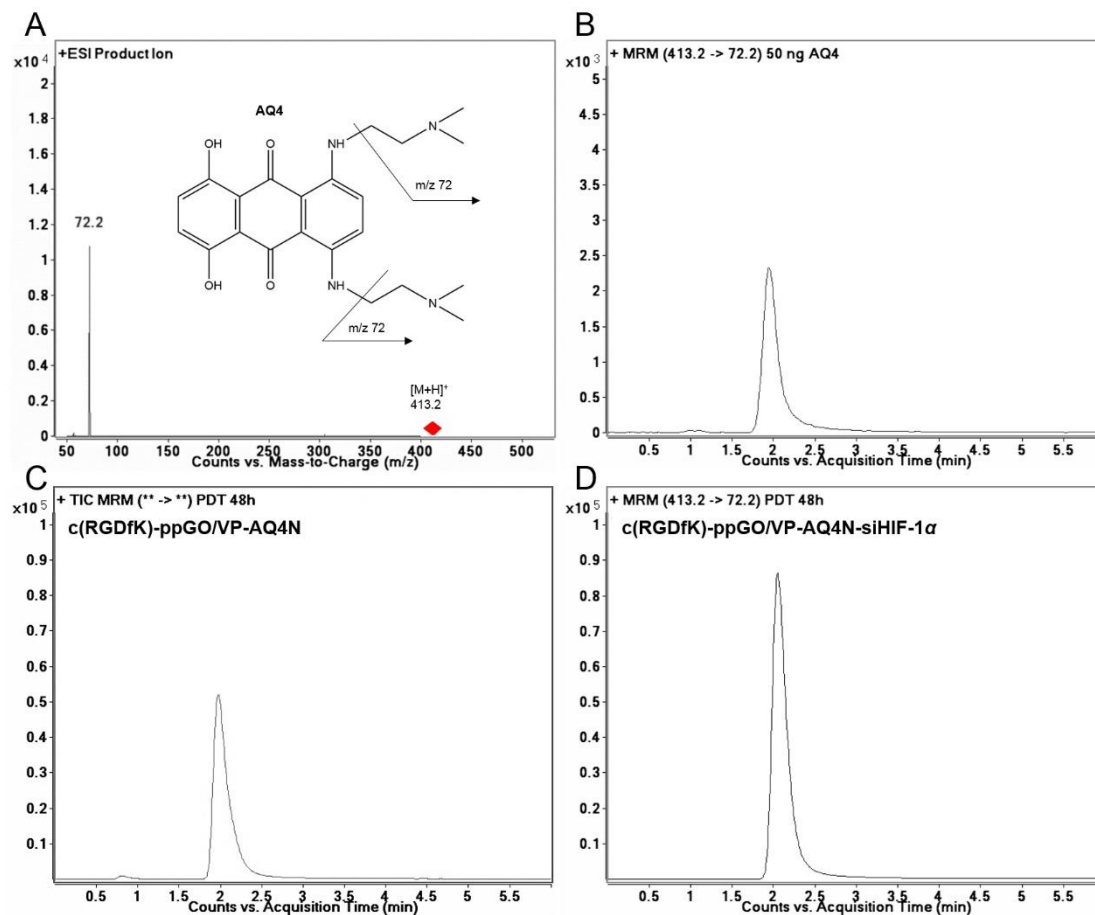 A
+ESI Product Ion
x10 4
2
1.8
1.6
1.4
1.2
1
0.8
0.6
0.4
0.2
0
72.2
AQ4
OH
O
NH
N
m/z 72
OH
O
NH
N
m/z 72
[M+H]+
413.2
50 100 150 200 250 300 350 400 450 500
Counts vs. Mass-to-Charge (m/z)
B
+ MRM (413.2 -> 72.2) 50 ng AQ4
x10 3
5
4.5
4
3.5
3
2.5
2
1.5
1
0.5
0
0.5 1 1.5 2 2.5 3 3.5 4 4.5 5 5.5
Counts vs. Acquisition Time (min)
C
+ TIC MRM (** -> **) PDT 48h
x10 5
c(RGDfK)-ppGO/VP-AQ4N
1
0.9
0.8
0.7
0.6
0.5
0.4
0.3
0.2
0.1
0.5 1 1.5 2 2.5 3 3.5 4 4.5 5 5.5
Counts vs. Acquisition Time (min)
D
+ MRM (413.2 -> 72.2) PDT 48h
x10 5
c(RGDfK)-ppGO/VP-AQ4N-siHIF-1α
1
0.9
0.8
0.7
0.6
0.5
0.4
0.3
0.2
0.1
0.5 1 1.5 2 2.5 3 3.5 4 4.5 5 5.5
Counts vs. Acquisition Time (min)